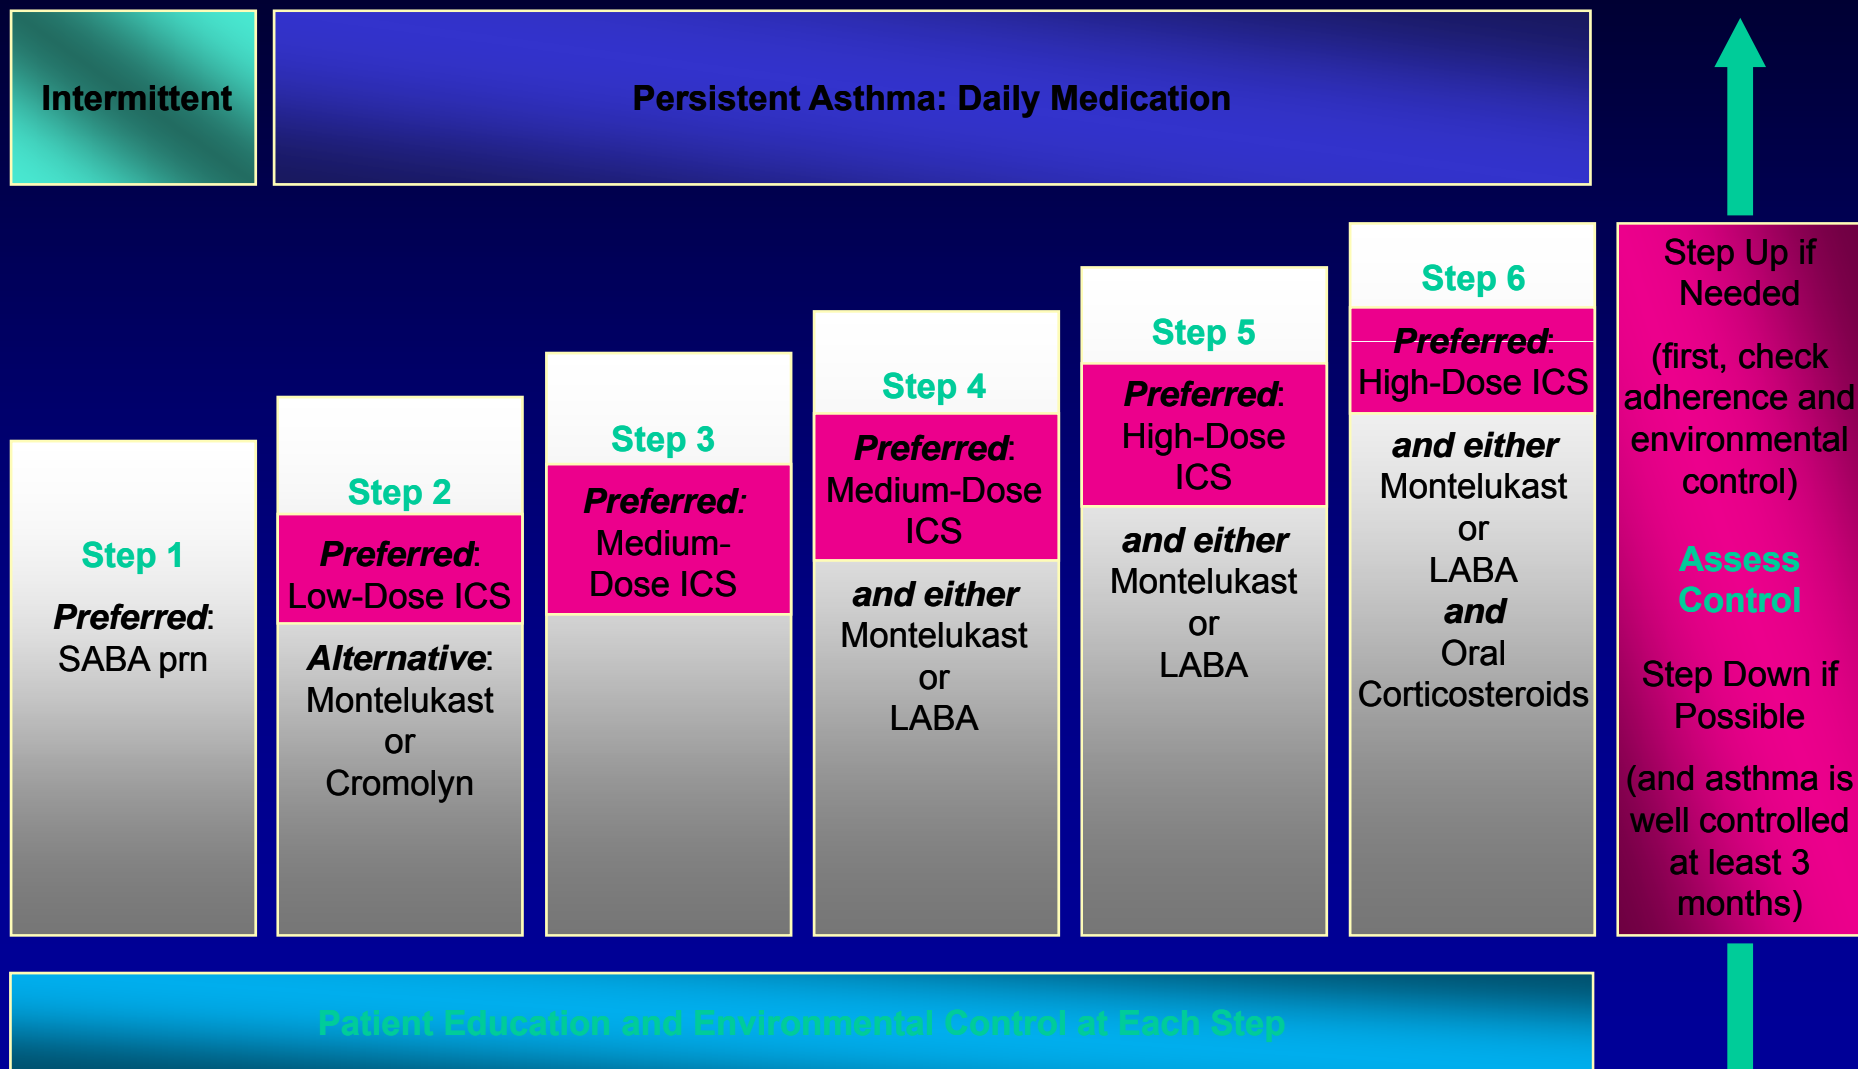 Intermittent
Persistent Asthma: Daily Medication
Step 1
Preferred:
SABA prn
Step 2
Preferred:
Low-Dose ICS
Alternative:
Montelukast
or
Cromolyn
Step 3
Preferred:
Medium-
Dose ICS
Step 4
Preferred:
Medium-Dose
ICS
and either
Montelukast
or
LABA
Step 5
Preferred:
High-Dose
ICS
and either
Montelukast
or
LABA
Step 6
Preferred:
High-Dose ICS
and either
Montelukast
or
LABA
and
Oral
Corticosteroids
Step Up if
Needed
(first, check
adherence and
environmental
control)
Assess
Control
Step Down if
Possible
(and asthma is
well controlled
at least 3
months)
Patient Education and Environmental Control at Each Step